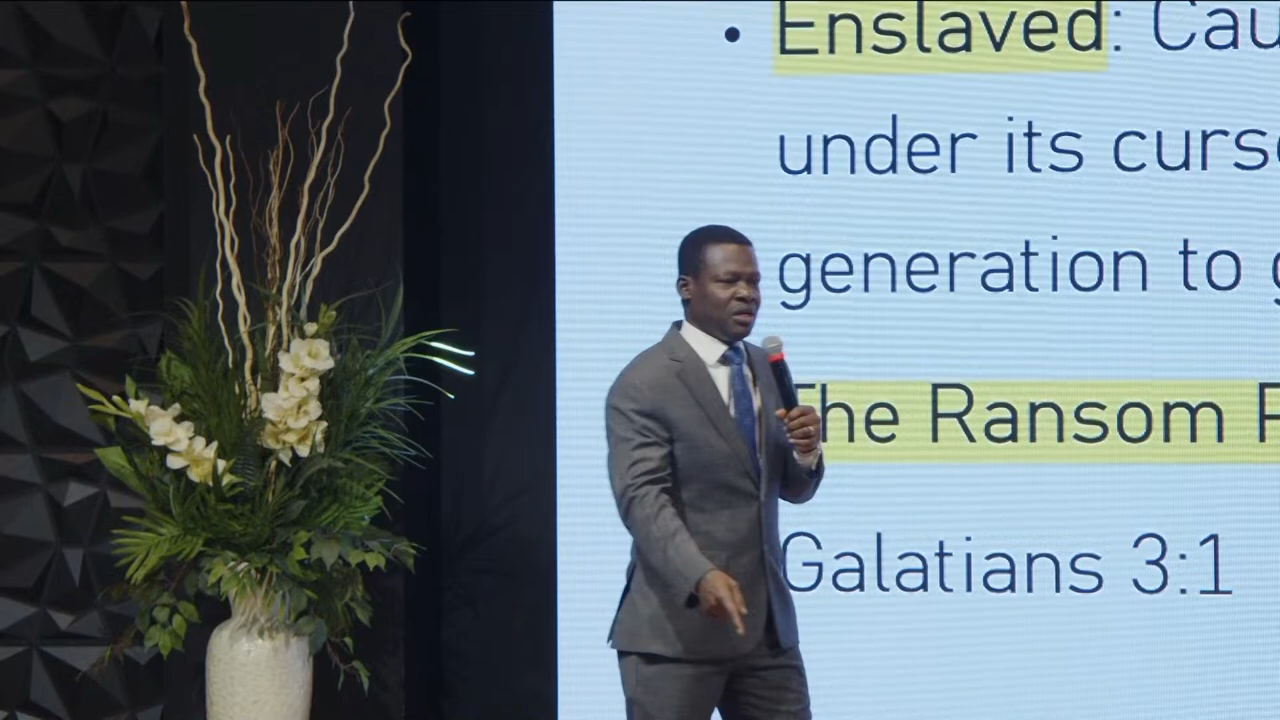 • Enslaved: Cau
under its curs
generation to
The Ransom
Galatians 3:1